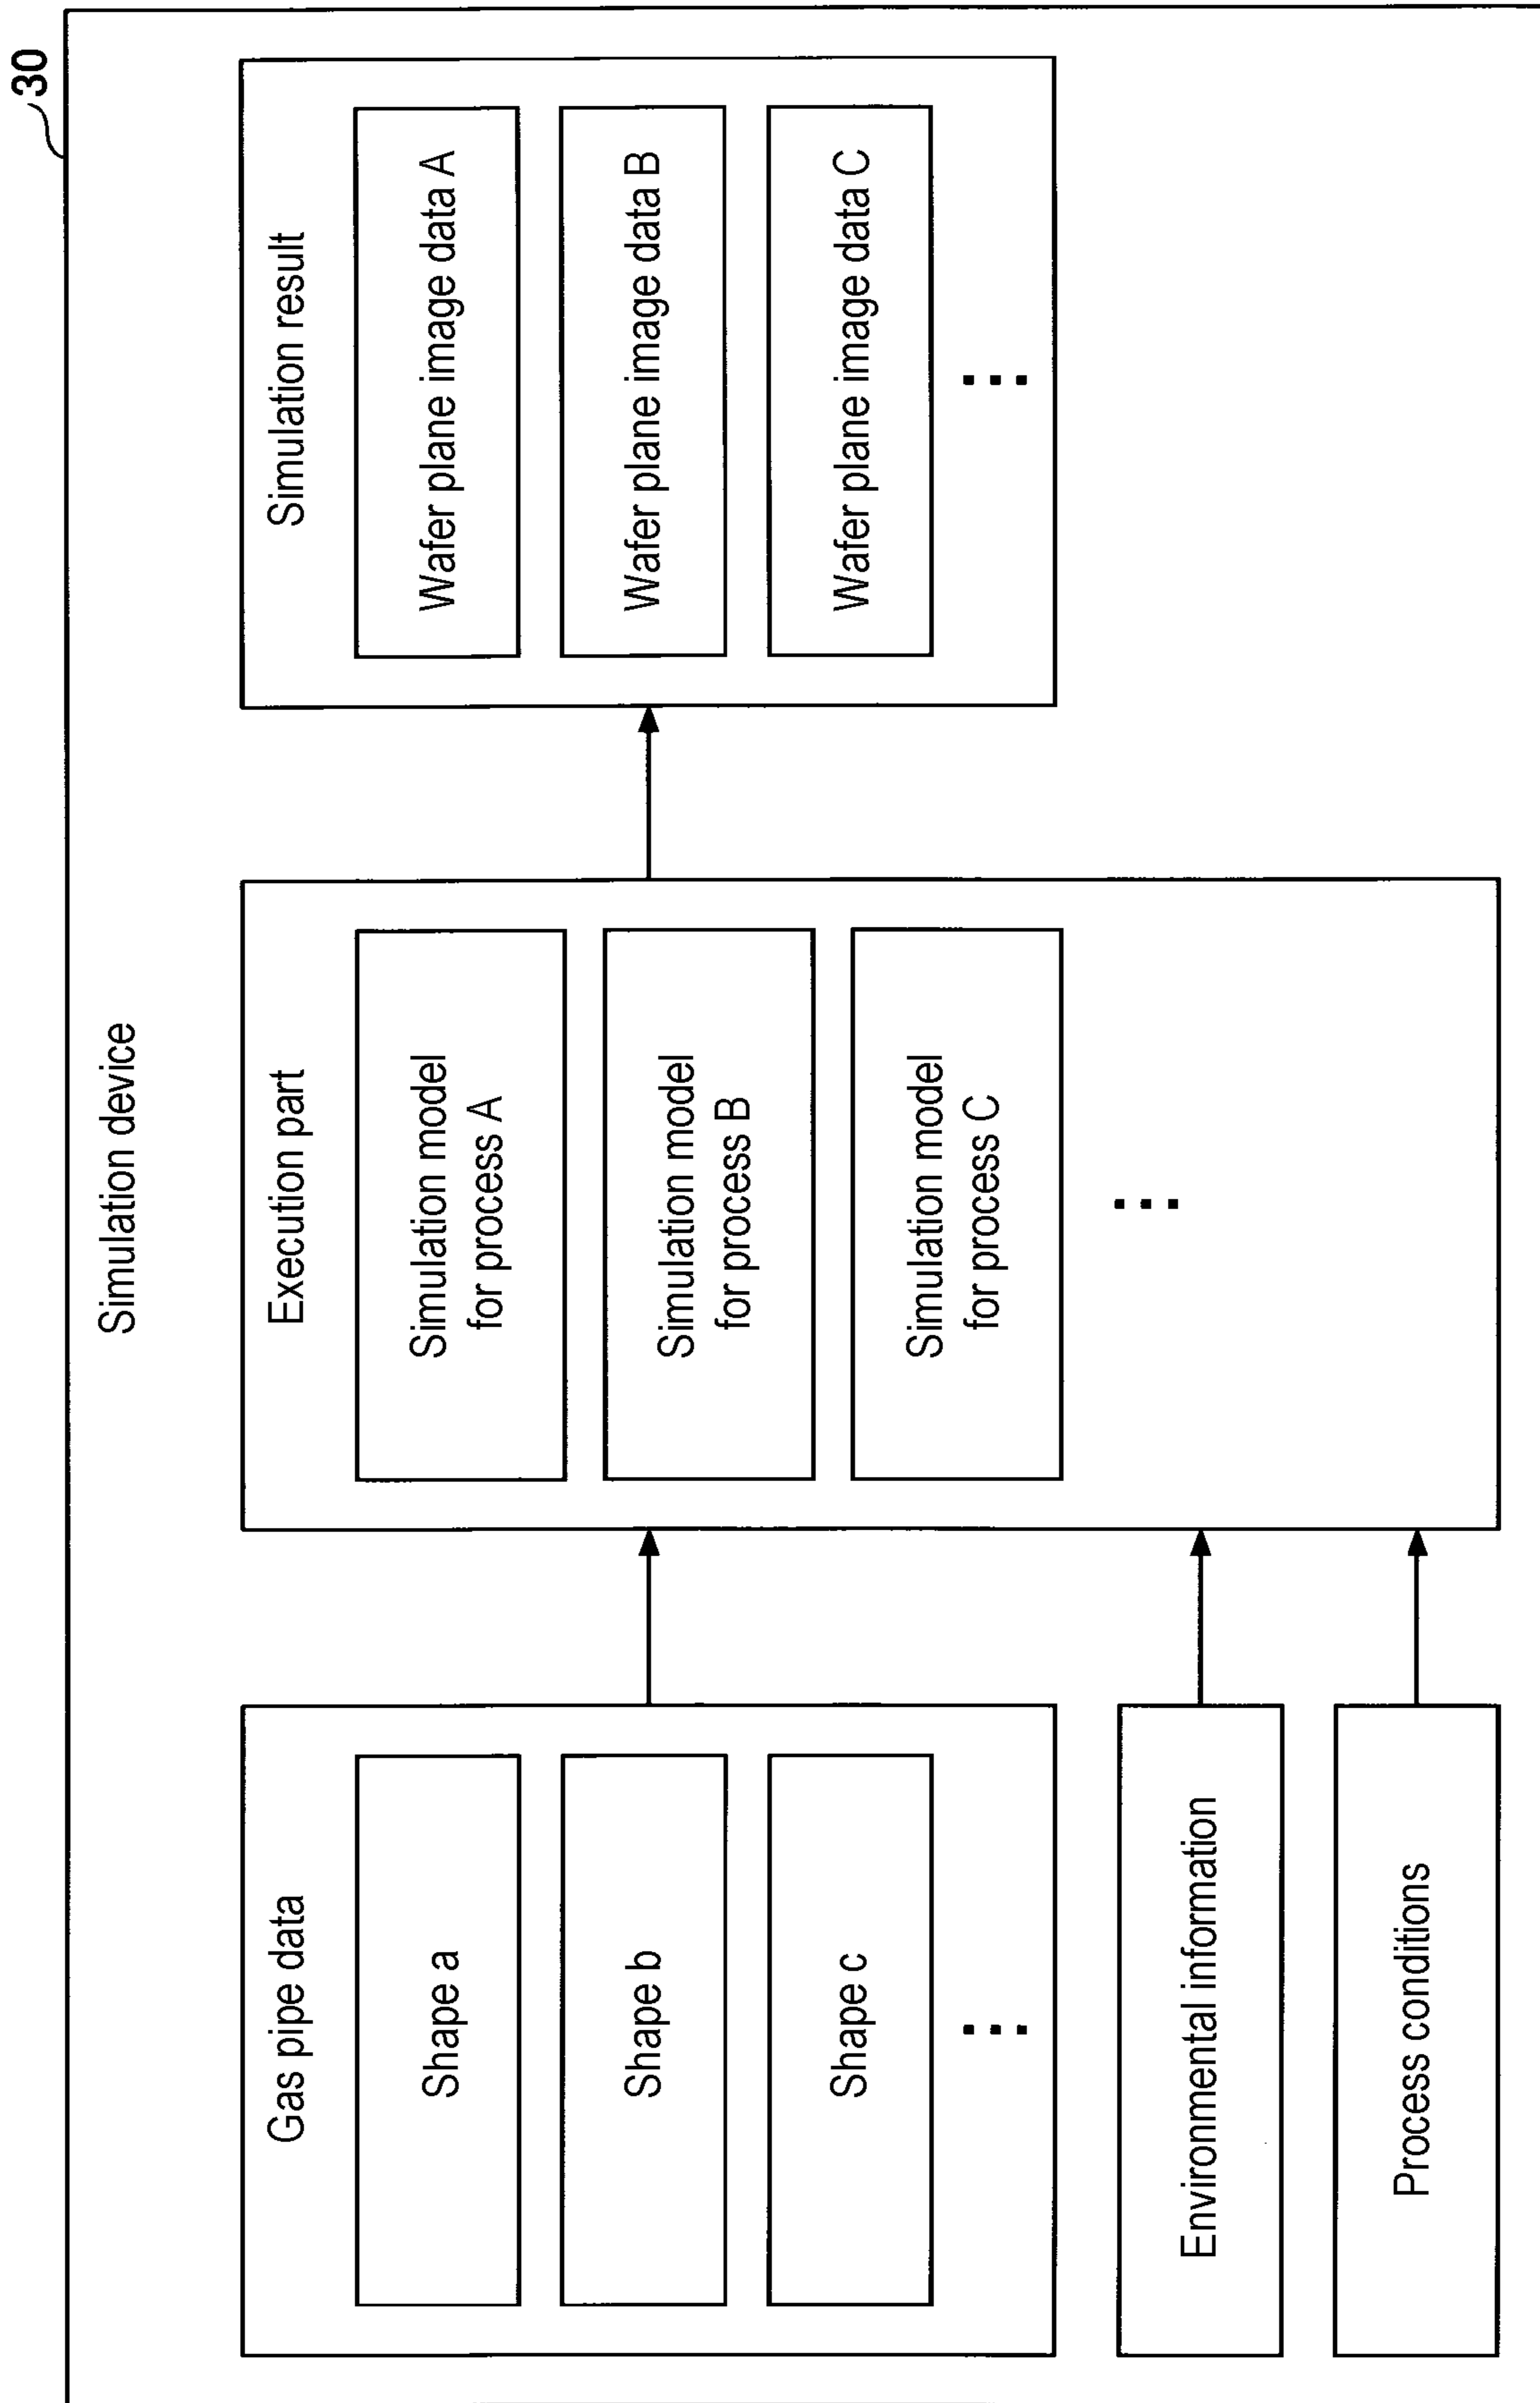 30
Simulation device
Gas pipe data
Shape a
Shape b
Shape c
...
Environmental information
Process conditions
Execution part
Simulation model
for process A
Simulation model
for process B
Simulation model
for process C
...
Simulation result
Wafer plane image data A
Wafer plane image data B
Wafer plane image data C
...